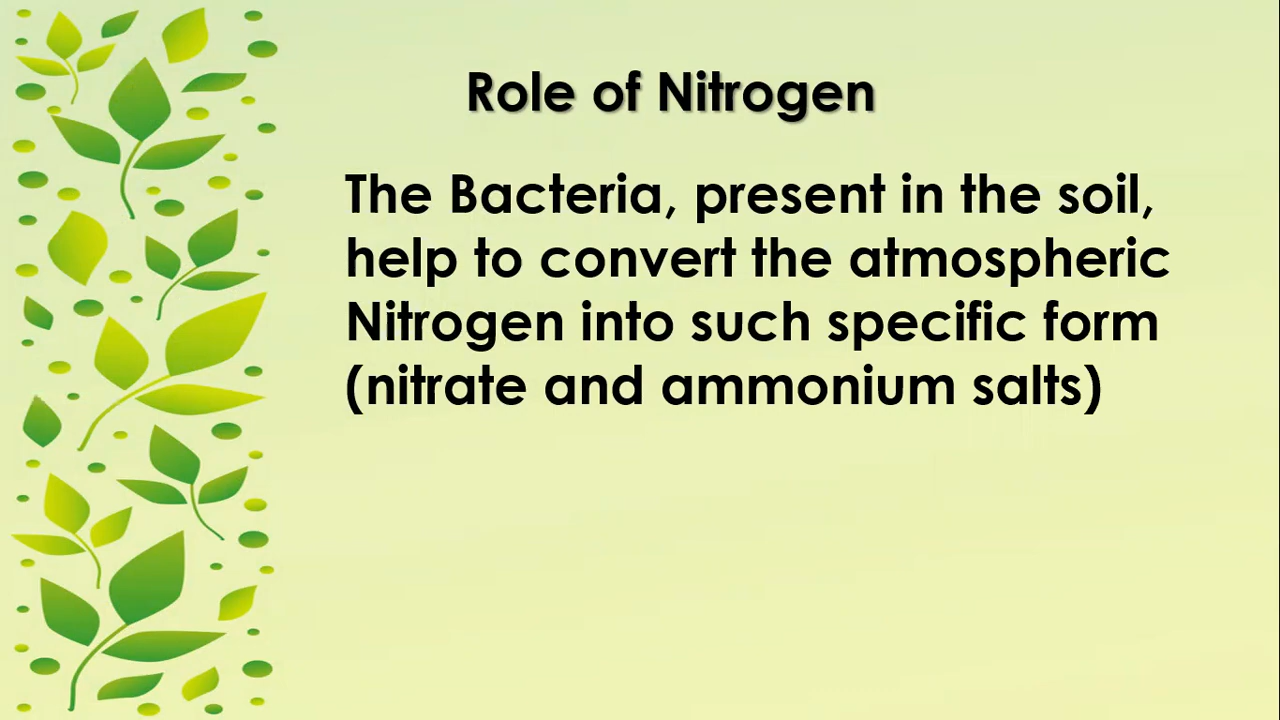 Role of Nitrogen
The Bacteria, present in the soil,
help to convert the atmospheric
Nitrogen into such specific form
(nitrate and ammonium salts)